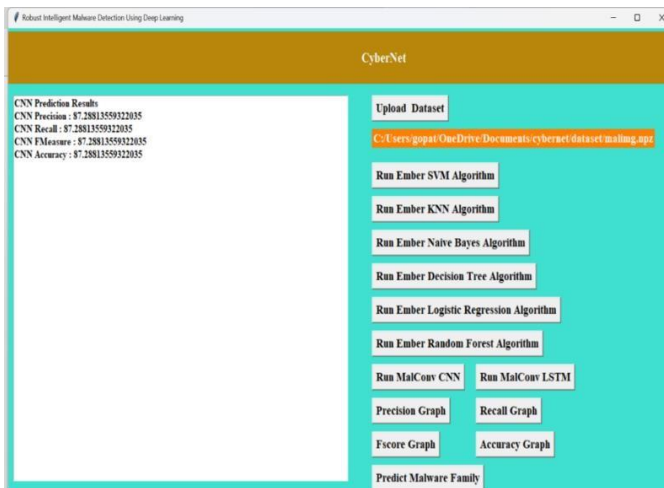 Robust Intelligent Malware Detection Using Deep Learning
CyberNet
CNN Prediction Results
CNN Precision : 87.28813559322035
CNN Recall : 87.28813559322035
CNN FMeasure : 87.28813559322035
CNN Accuracy : 87.28813559322035
Upload Dataset
C:/Users/gopat/OneDrive/Documents/cybernet/dataset/malimg.npz
Run Ember SVM Algorithm
Run Ember KNN Algorithm
Run Ember Naive Bayes Algorithm
Run Ember Decision Tree Algorithm
Run Ember Logistic Regression Algorithm
Run Ember Random Forest Algorithm
Run MalConv CNN Run MalConv LSTM
Precision Graph Recall Graph
Fscore Graph Accuracy Graph
Predict Malware Family